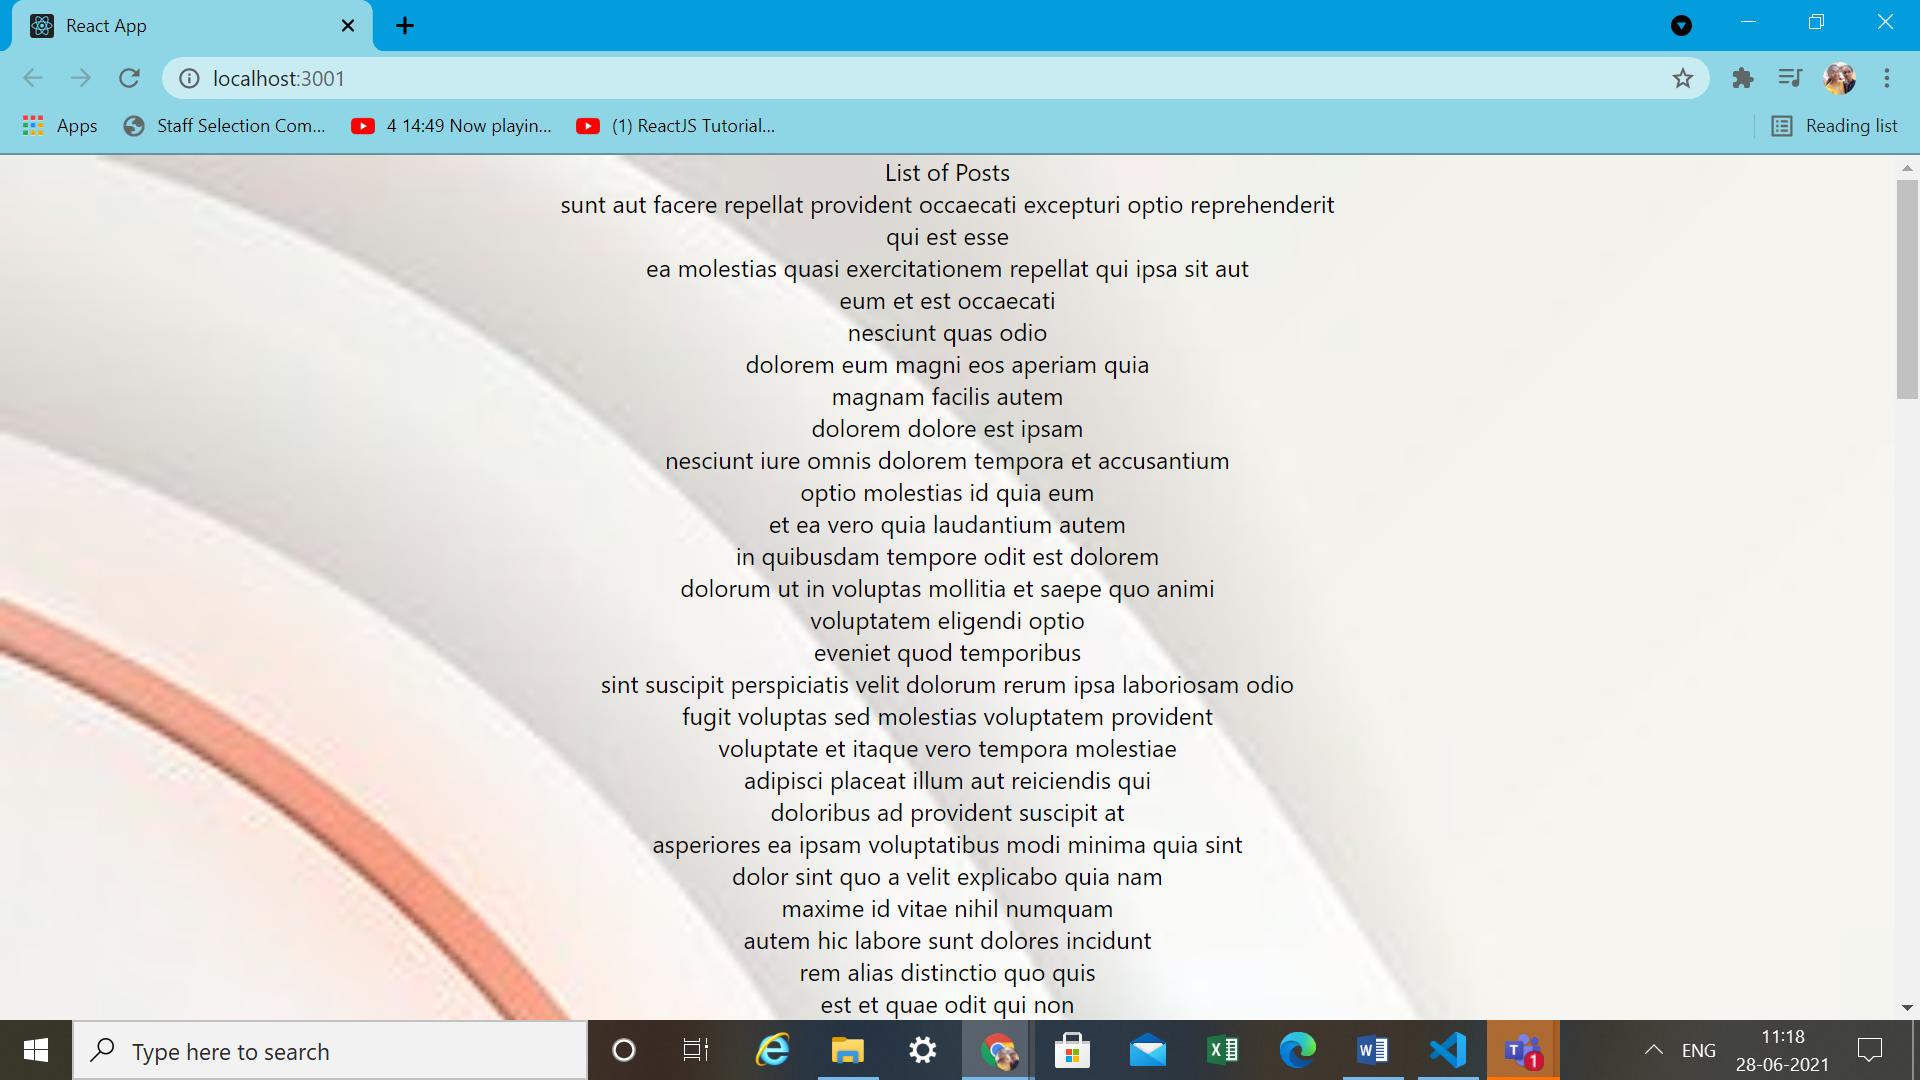 React App
localhost:3001
Apps
Staff Selection Com...
4 14:49 Now playin...
(1) ReactJS Tutorial...
Reading list
List of Posts
sunt aut facere repellat provident occaecati excepturi optio reprehenderit
qui est esse
ea molestias quasi exercitationem repellat qui ipsa sit aut
eum et est occaecati
nesciunt quas odio
dolorem eum magni eos aperiam quia
magnam facilis autem
dolorem dolore est ipsam
nesciunt iure omnis dolorem tempora et accusantium
optio molestias id quia eum
et ea vero quia laudantium autem
in quibusdam tempore odit est dolorem
dolorum ut in voluptas mollitia et saepe quo animi
voluptatem eligendi optio
eveniet quod temporibus
sint suscipit perspiciatis velit dolorum rerum ipsa laboriosam odio
fugit voluptas sed molestias voluptatem provident
voluptate et itaque vero tempora molestiae
adipisci placeat illum aut reiciendis qui
doloribus ad provident suscipit at
asperiores ea ipsam voluptatibus modi minima quia sint
dolor sint quo a velit explicabo quia nam
maxime id vitae nihil numquam
autem hic labore sunt dolores incidunt
rem alias distinctio quo quis
est et quae odit qui non
Type here to search
1
ENG
11:18
28-06-2021